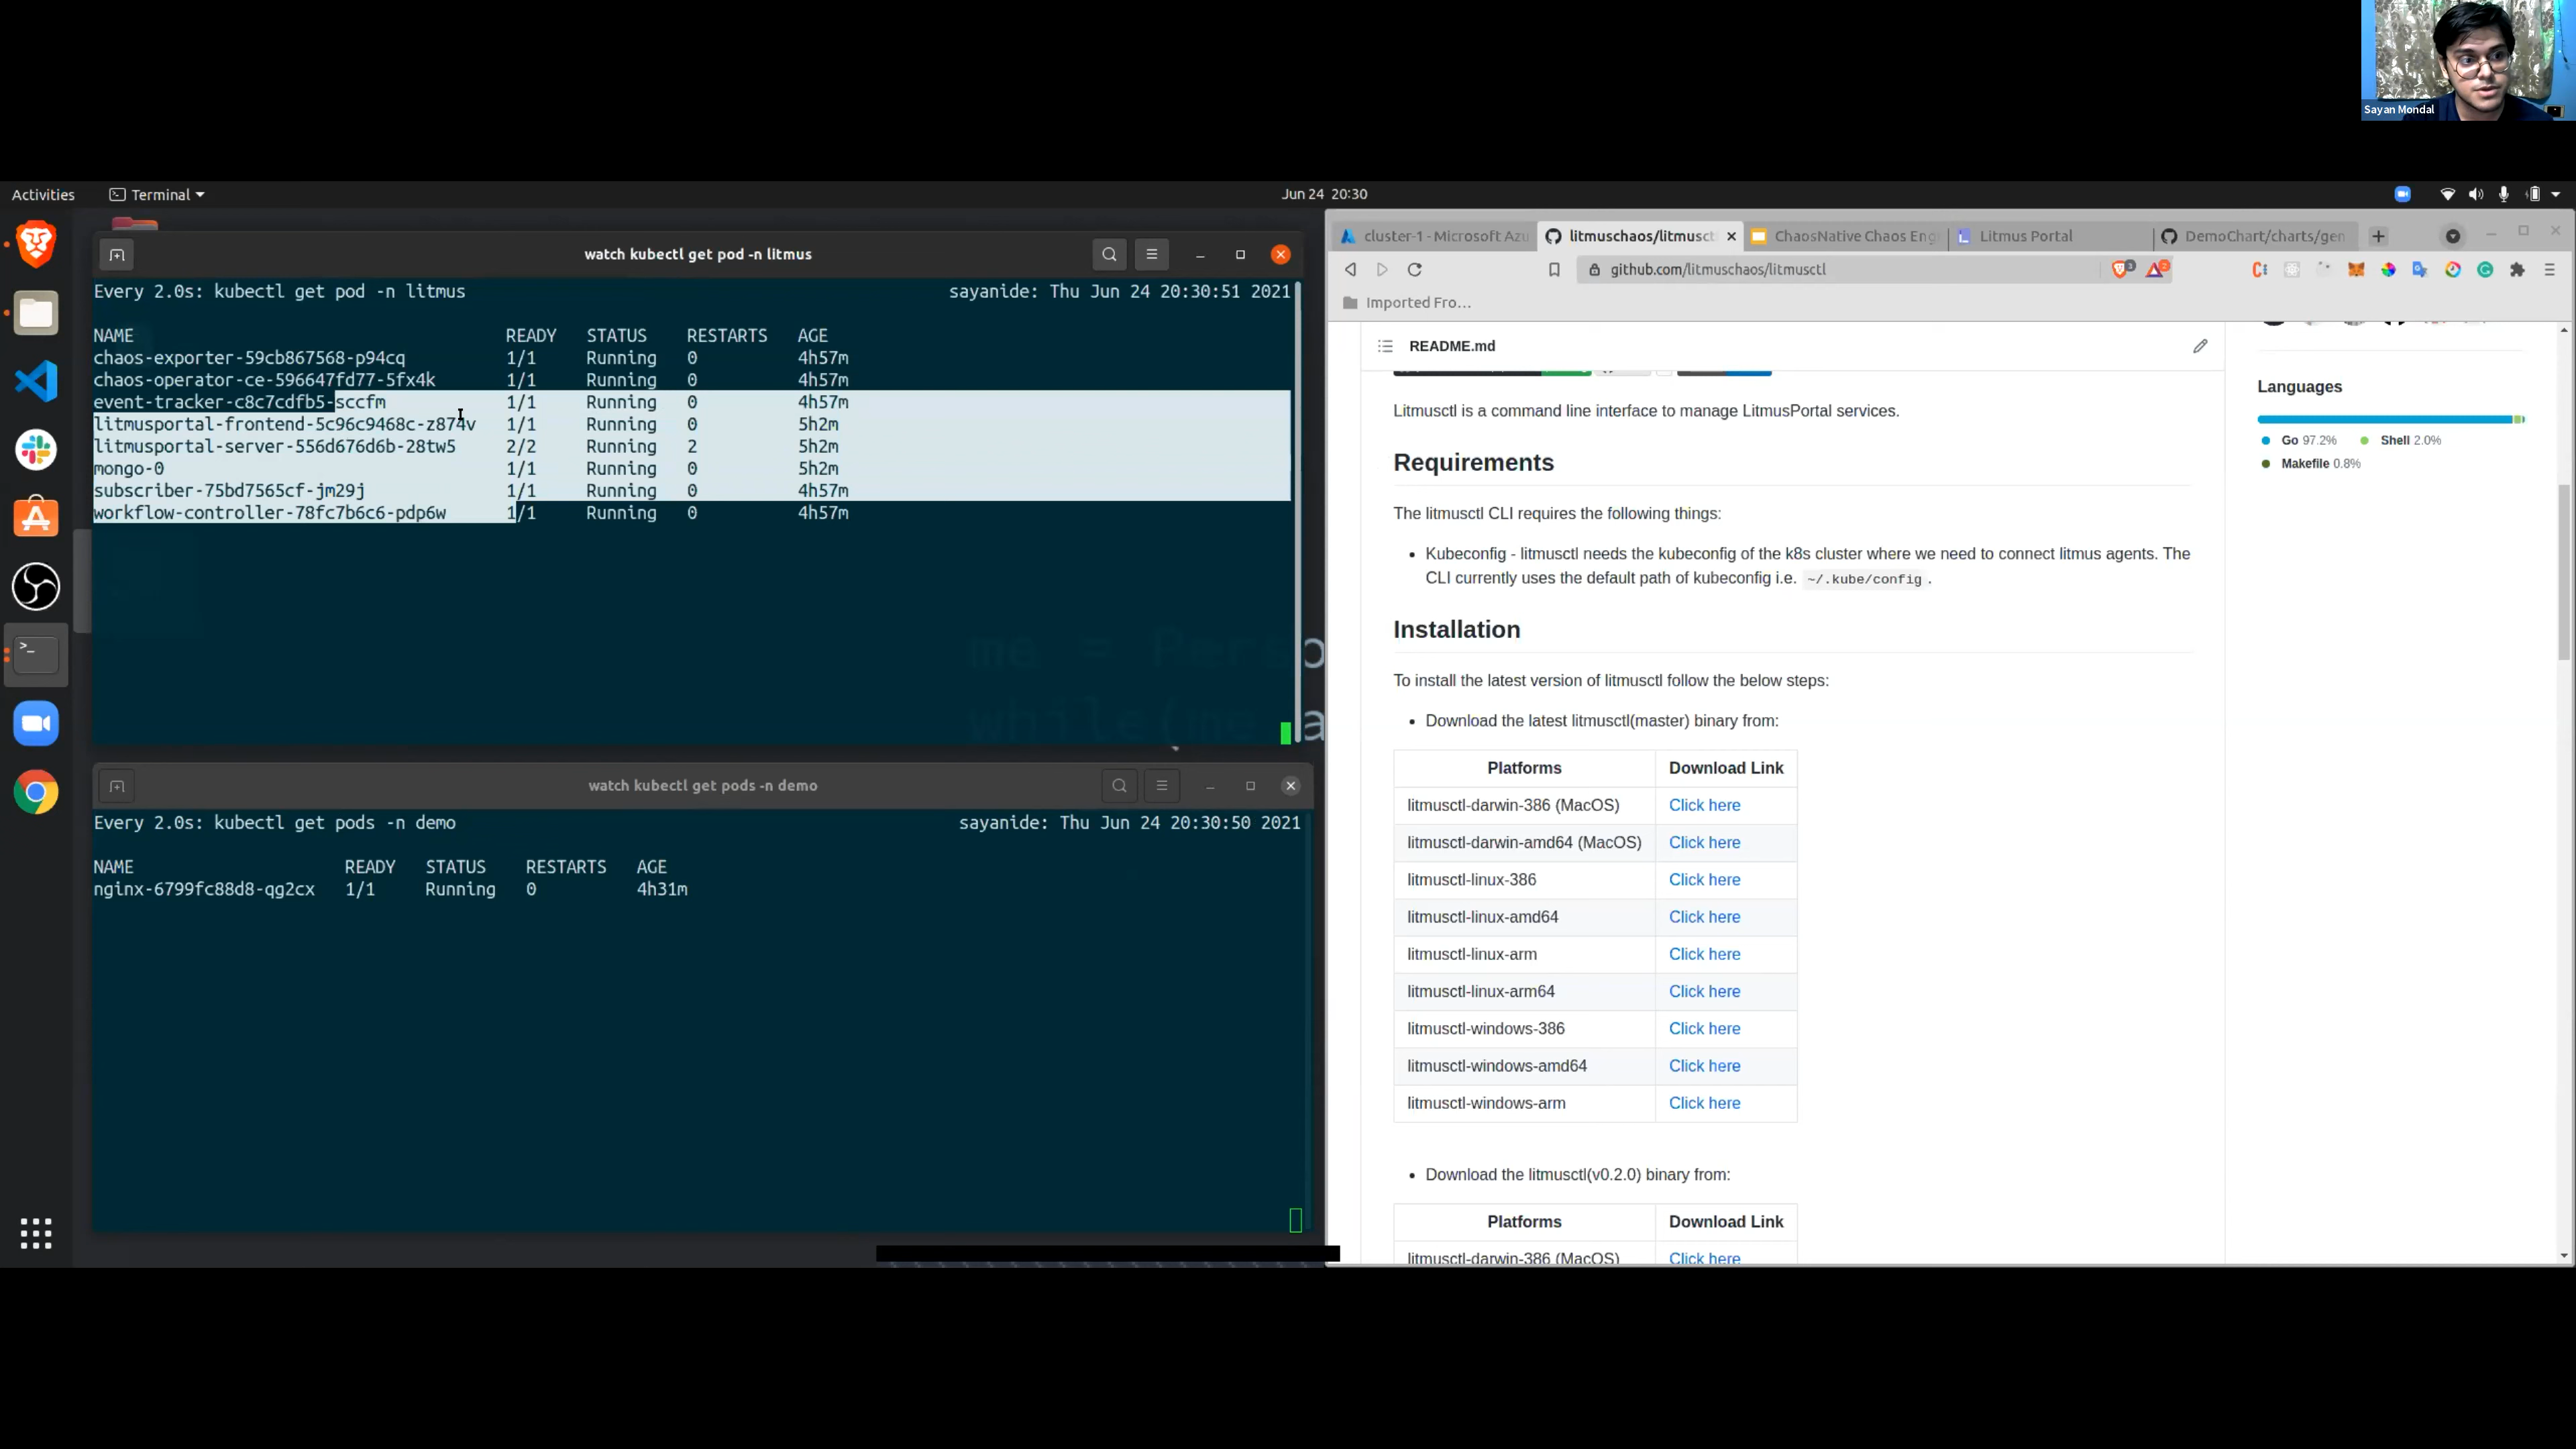 Sayan Mondal
Activities
Terminal
Jun 24 20:30
watch kubectl get pod -n litmus
Every 2.0s: kubectl get pod -n litmus
sayanide: Thu Jun 24 20:30:51 2021
NAME READY STATUS RESTARTS AGE
chaos-exporter-59cb867568-p94cq 1/1 Running 0 4h57m
chaos-operator-ce-596647fd77-5fx4k 1/1 Running 0 4h57m
event-tracker-c8c7cdfb5-sccfm 1/1 Running 0 4h57m
litmusportal-frontend-5c96c9468c-z874v 1/1 Running 0 5h2m
litmusportal-server-556d676d6b-28tw5 2/2 Running 2 5h2m
mongo-0 1/1 Running 0 5h2m
subscriber-75bd7565cf-jm29j 1/1 Running 0 4h57m
workflow-controller-78fc7b6c6-pdp6w 1/1 Running 0 4h57m
me = Perso
while(me a
watch kubectl get pods -n demo
Every 2.0s: kubectl get pods -n demo
sayanide: Thu Jun 24 20:30:50 2021
NAME READY STATUS RESTARTS AGE
nginx-6799fc88d8-qg2cx 1/1 Running 0 4h31m
cluster-1 - Microsoft Azu
litmuschaos/litmusct
ChaosNative Chaos Eng
Litmus Portal
DemoChart/charts/gen
github.com/litmuschaos/litmusctl
Imported Fro...
README.md
Litmusctl is a command line interface to manage LitmusPortal services.
Requirements
The litmusctl CLI requires the following things:
• Kubeconfig - litmusctl needs the kubeconfig of the k8s cluster where we need to connect litmus agents. The
CLI currently uses the default path of kubeconfig i.e. ~/.kube/config .
Installation
To install the latest version of litmusctl follow the below steps:
• Download the latest litmusctl(master) binary from:
Platforms Download Link
litmusctl-darwin-386 (MacOS) Click here
litmusctl-darwin-amd64 (MacOS) Click here
litmusctl-linux-386 Click here
litmusctl-linux-amd64 Click here
litmusctl-linux-arm Click here
litmusctl-linux-arm64 Click here
litmusctl-windows-386 Click here
litmusctl-windows-amd64 Click here
litmusctl-windows-arm Click here
• Download the litmusctl(v0.2.0) binary from:
Platforms Download Link
litmusctl-darwin-386 (MacOS) Click here
Languages
Go 97.2% Shell 2.0%
Makefile 0.8%